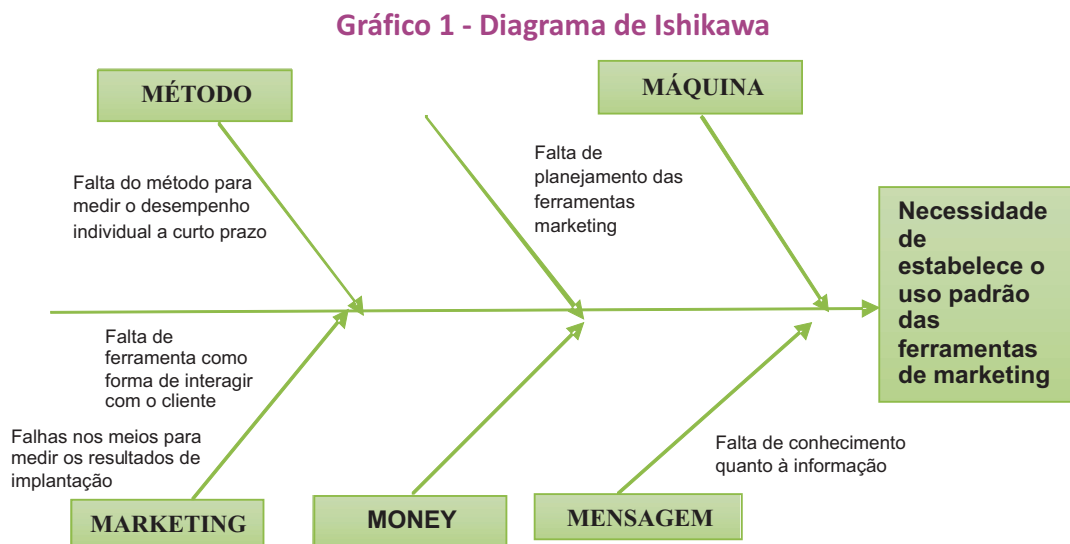 Gráfico 1 - Diagrama de Ishikawa
MÉTODO
MÁQUINA
Falta do método para
medir o desempenho
individual a curto prazo
Falta de
planejamento das
ferramentas
marketing
Necessidade
de
estabelece o
uso padrão
das
ferramentas
de marketing
Falta de
ferramenta como
forma de interagir
com o cliente
Falhas nos meios para
medir os resultados de
implantação
Falta de conhecimento
quanto à informação
MARKETING
MONEY
MENSAGEM